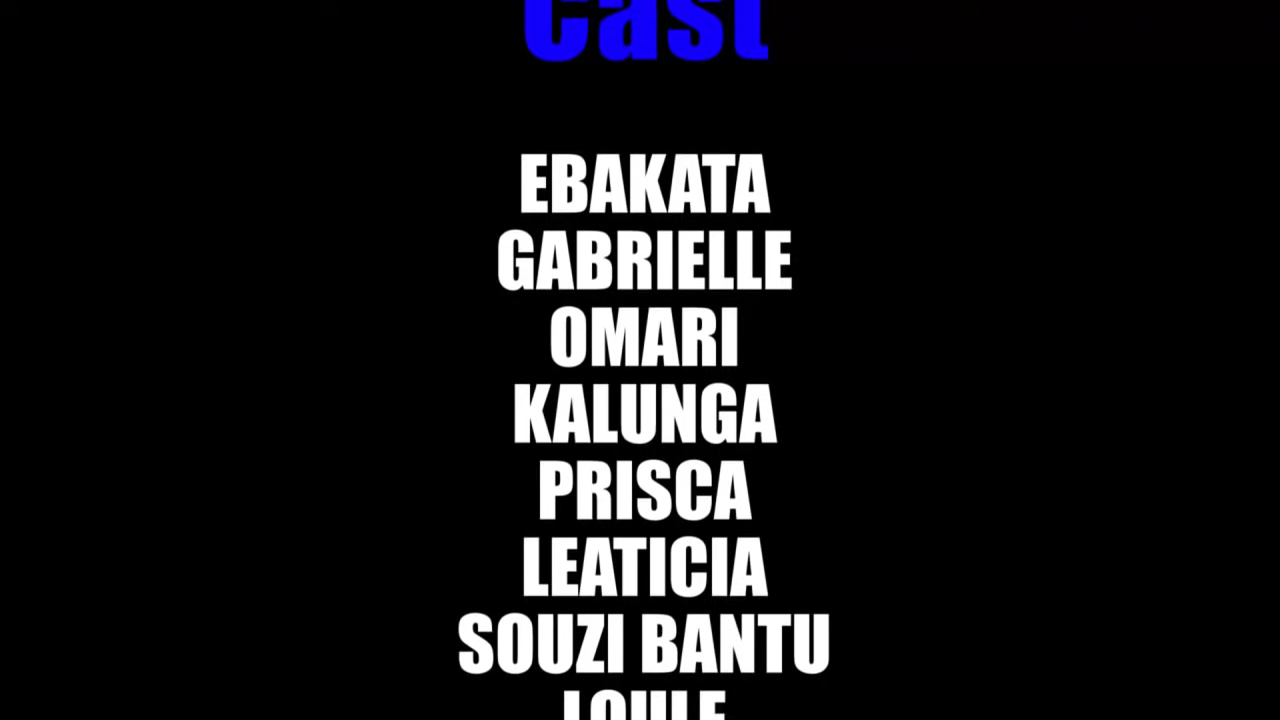 Cast
EBAKATA
GABRIELLE
OMARI
KALUNGA
PRISCA
LEATICIA
SOUZI BANTU